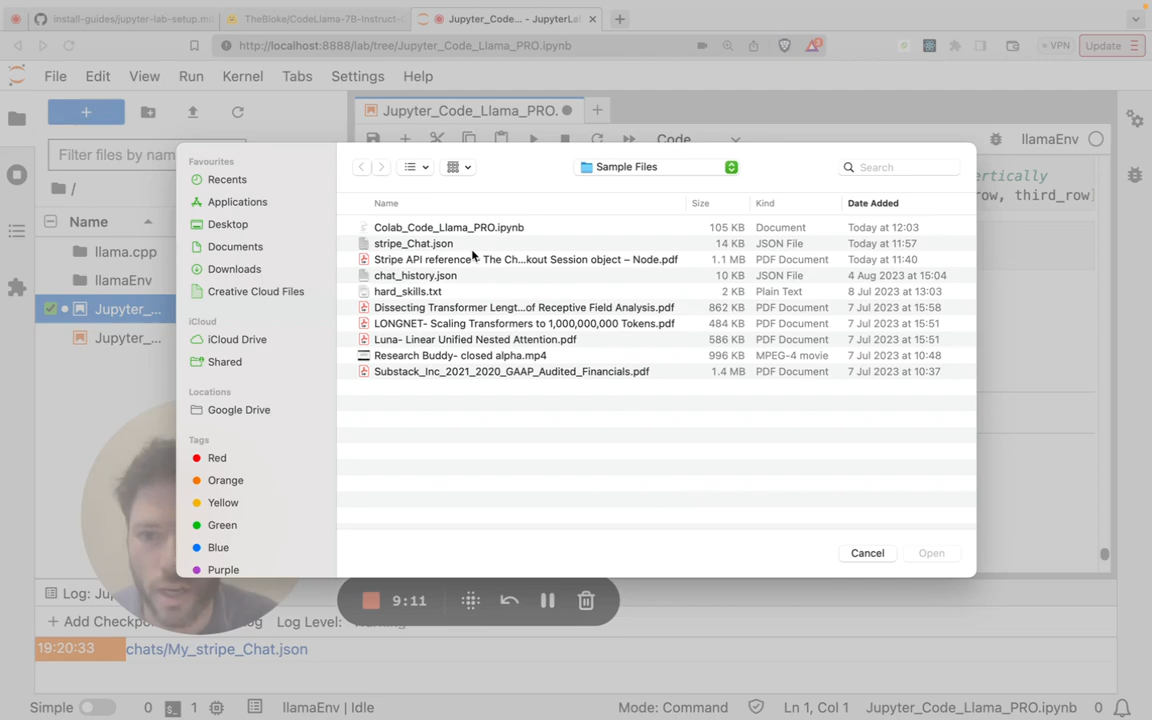 install-guides/jupyter-lab-setup.m
TheBloke/CodeLlama-7B-Instruct-
Jupyter_Code... - JupyterLa
http://localhost:8888/lab/tree/Jupyter_Code_Llama_PRO.ipynb
3
VPN
Update
File Edit View Run Kernel Tabs Settings Help
Jupyter_Code_Llama_PRO.
Code
llamaEnv
Filter files by nam
/
Name
llama.cpp
llamaEnv
Jupyter_...
Jupyter_...
ertically
row, third_row]
Favourites
Recents
Applications
Desktop
Documents
Downloads
Creative Cloud Files
iCloud
iCloud Drive
Shared
Locations
Google Drive
Tags
Red
Orange
Yellow
Green
Blue
Purple
Sample Files
Search
Name Size Kind Date Added
Colab_Code_Llama_PRO.ipynb 105 KB Document Today at 12:03
stripe_Chat.json 14 KB JSON File Today at 11:57
Stripe API reference – The Ch...kout Session object – Node.pdf 1.1 MB PDF Document Today at 11:40
chat_history.json 10 KB JSON File 4 Aug 2023 at 15:04
hard_skills.txt 2 KB Plain Text 8 Jul 2023 at 13:03
Dissecting Transformer Lengt...of Receptive Field Analysis.pdf 862 KB PDF Document 7 Jul 2023 at 15:58
LONGNET- Scaling Transformers to 1,000,000,000 Tokens.pdf 484 KB PDF Document 7 Jul 2023 at 15:51
Luna- Linear Unified Nested Attention.pdf 586 KB PDF Document 7 Jul 2023 at 15:51
Research Buddy- closed alpha.mp4 996 KB MPEG-4 movie 7 Jul 2023 at 10:48
Substack_Inc_2021_2020_GAAP_Audited_Financials.pdf 1.4 MB PDF Document 7 Jul 2023 at 10:37
Cancel
Open
9:11
Log: Ju
Add Checkp
Log Level:
19:20:33 chats/My_stripe_Chat.json
Simple 0 1 llamaEnv | Idle Mode: Command Ln 1, Col 1 Jupyter_Code_Llama_PRO.ipynb 0